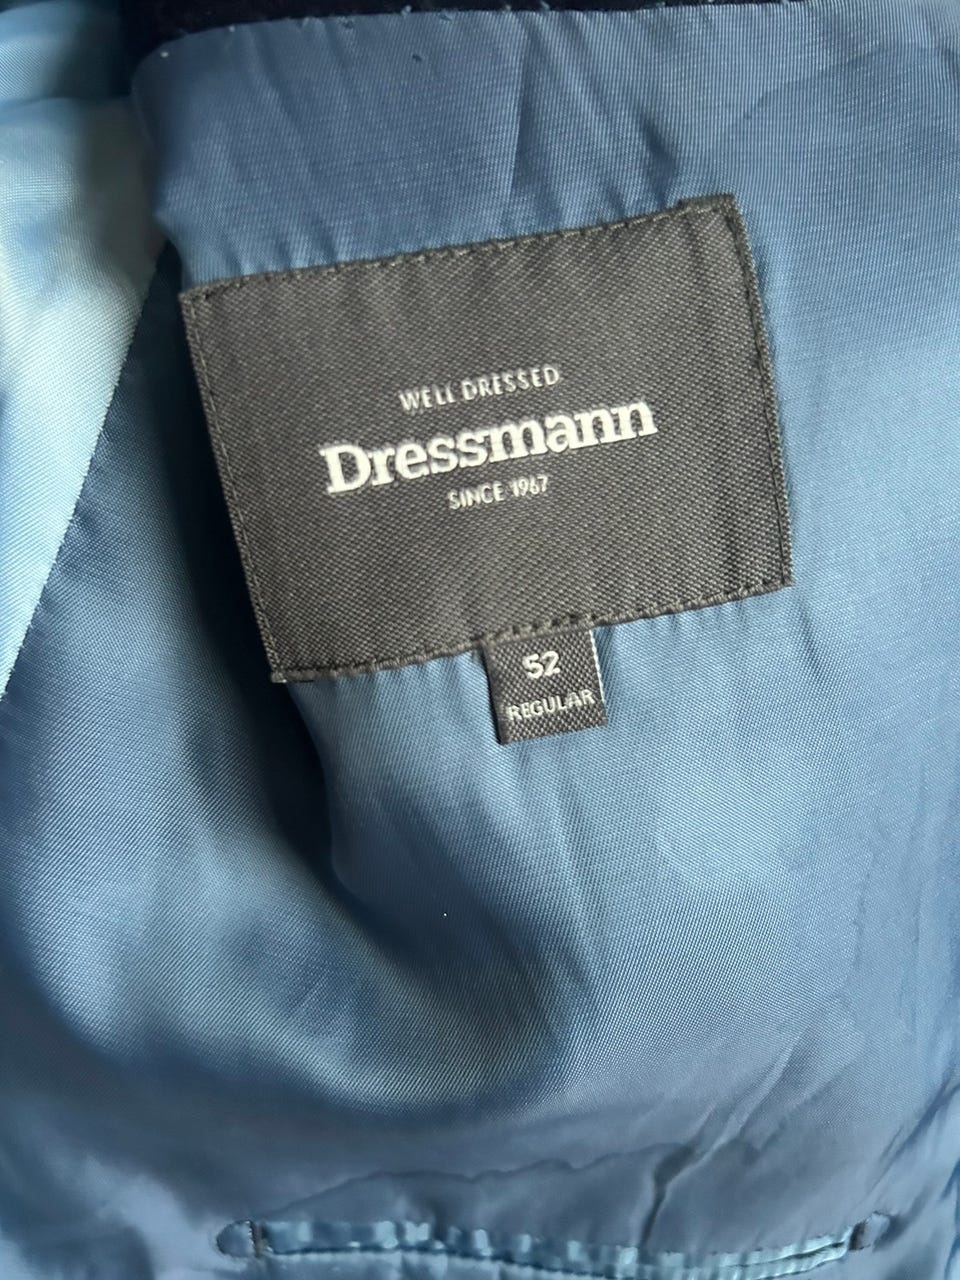 WELL DRESSED
Dressmann
SINCE 1967
52
REGULAR